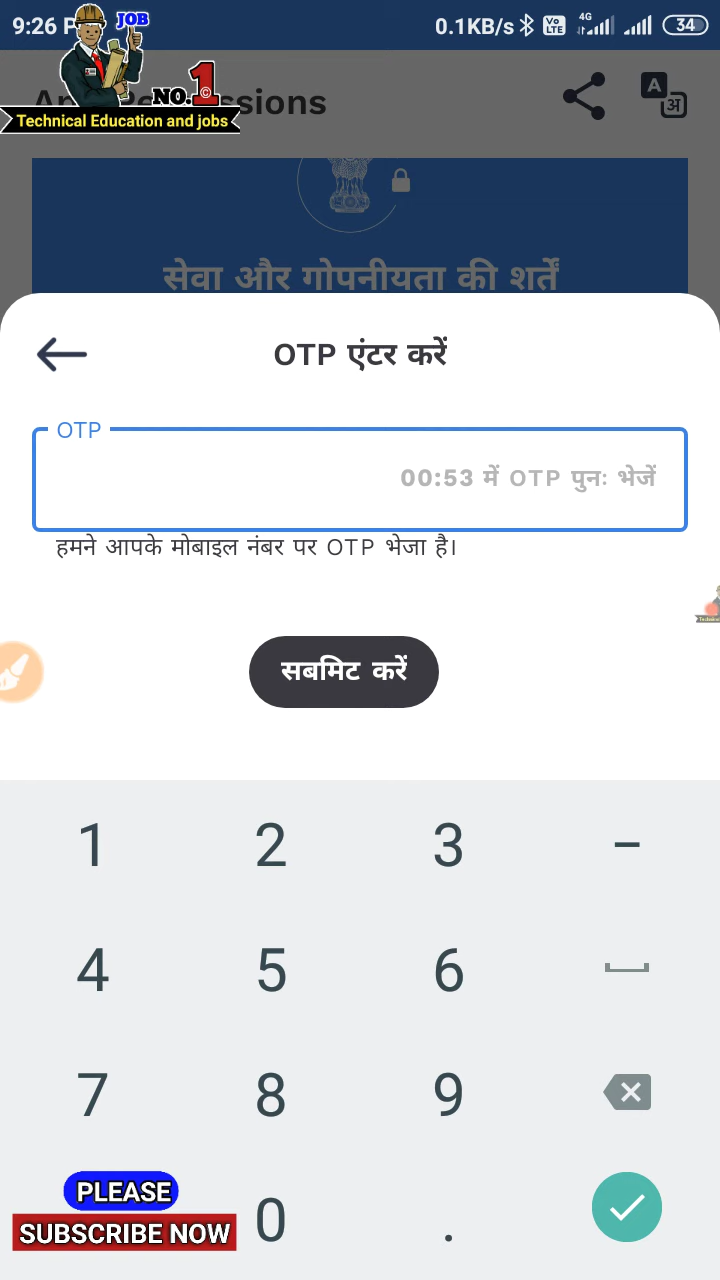 9:26 P
0.1KB/s
Vo
LTE
4G
34
JOB
NO.1
©
Technical Education and jobs
ssions
A
अ
सेवा और गोपनीयता की शर्तें
OTP एंटर करें
OTP
00:53 में OTP पुनः भेजें
हमने आपके मोबाइल नंबर पर OTP भेजा है।
सबमिट करें
1 2 3 –
4 5 6
7 8 9
PLEASE
SUBSCRIBE NOW
0 .